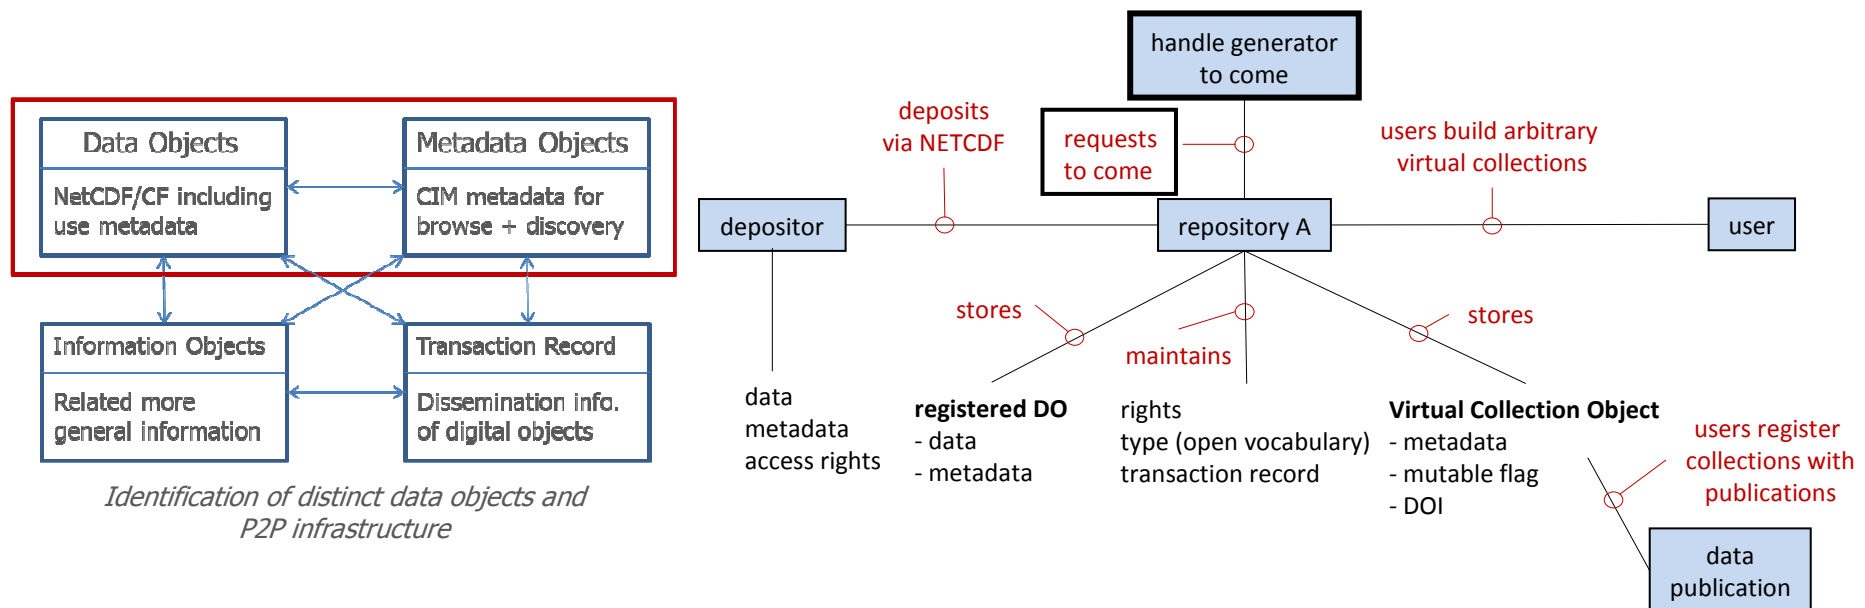 Data Objects
NetCDF/CF including
use metadata
Metadata Objects
CIM metadata for
browse + discovery
Information Objects
Related more
general information
Transaction Record
Dissemination info.
of digital objects
Identification of distinct data objects and
P2P infrastructure
handle generator
to come
deposits
via NETCDF
requests
to come
users build arbitrary
virtual collections
depositor
repository A
user
stores
maintains
stores
data
metadata
access rights
registered DO
- data
- metadata
rights
type (open vocabulary)
transaction record
Virtual Collection Object
- metadata
- mutable flag
- DOI
users register
collections with
publications
data
publication